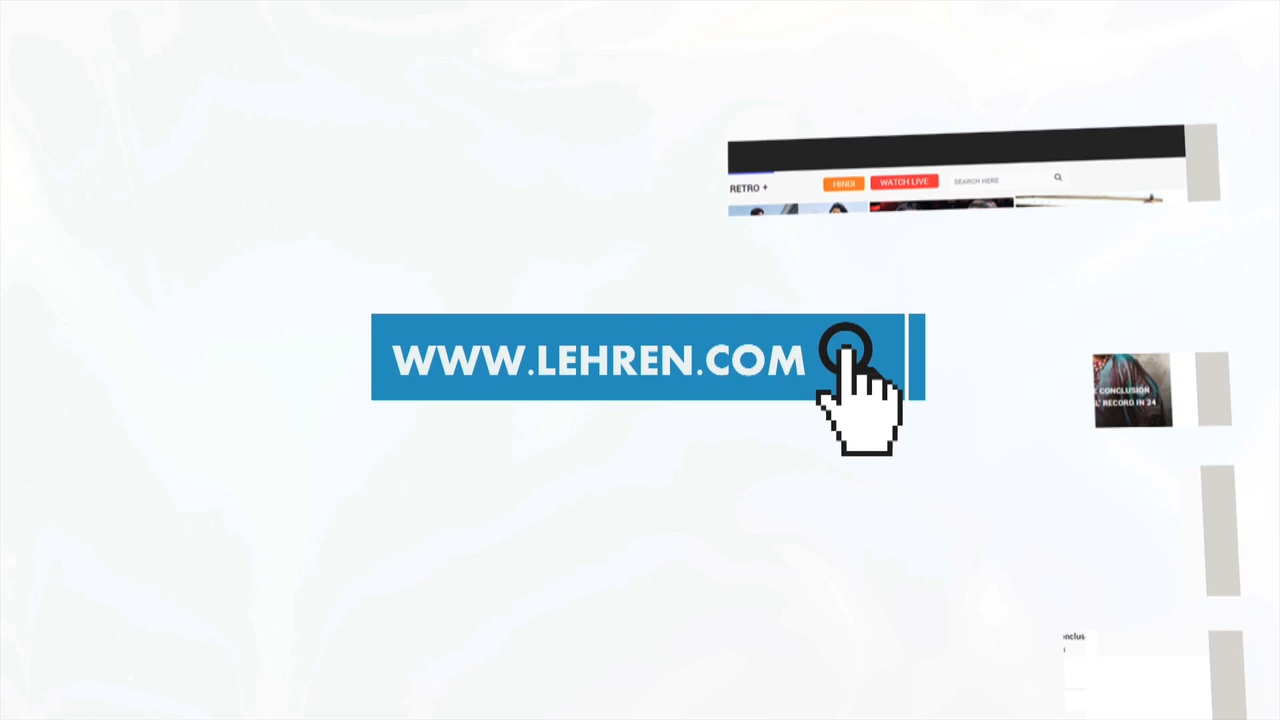 RETRO +
HINDI
WATCH LIVE
SEARCH HERE
WWW.LEHREN.COM
CONCLUSION
RECORD IN 24